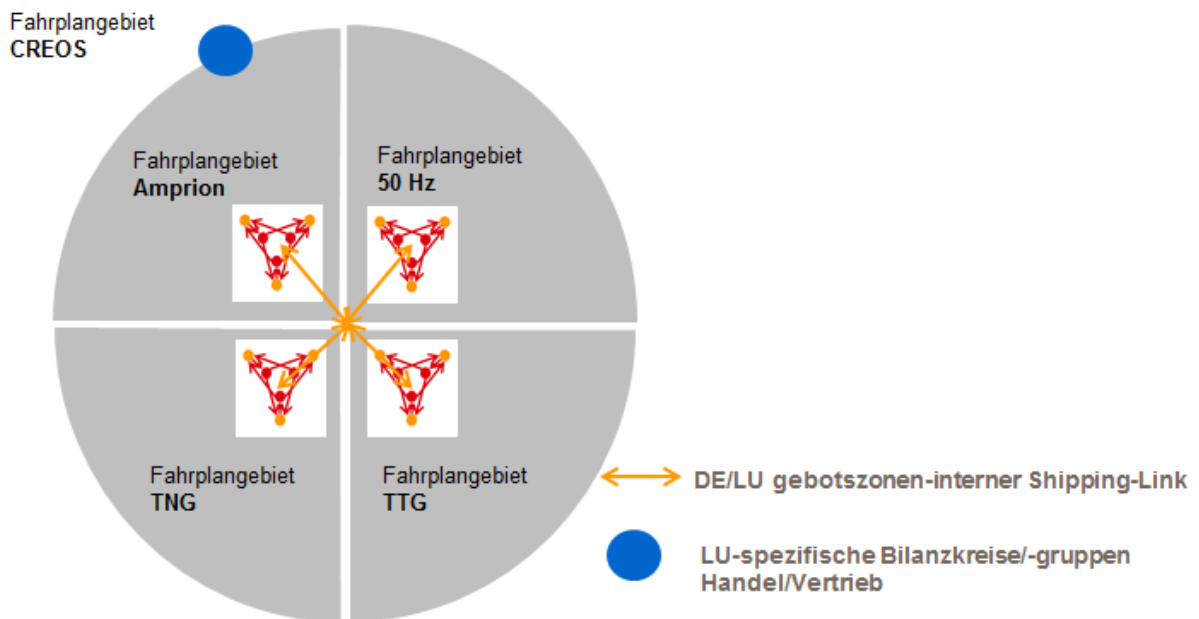 Fahrplangebiet
CREOS
Fahrplangebiet
Amprion
Fahrplangebiet
50 Hz
Fahrplangebiet
TNG
Fahrplangebiet
TTG
DE/LU gebotszonen-interner Shipping-Link
LU-spezifische Bilanzkreise/-gruppen
Handel/Vertrieb